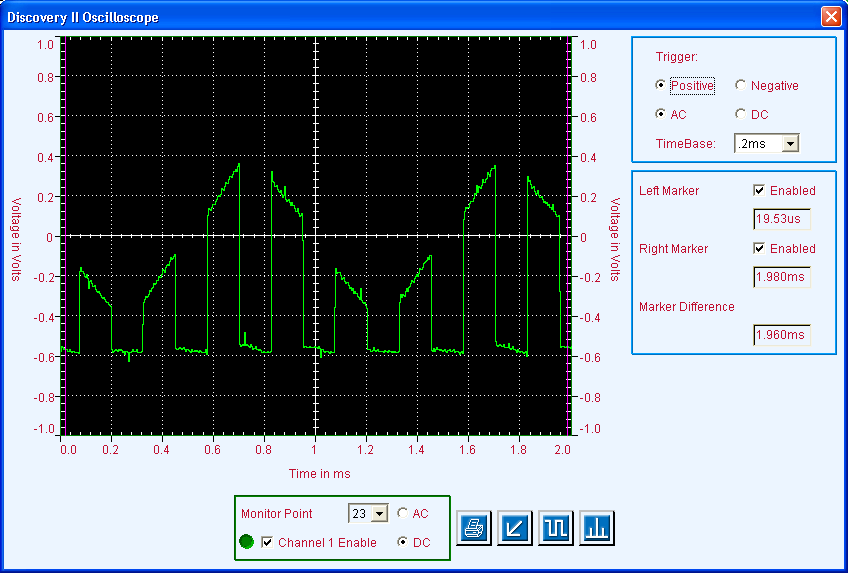 Discovery II Oscilloscope
1.0
0.8
0.6
0.4
0.2
0
-0.2
-0.4
-0.6
-0.8
-1.0
Voltage in Volts
1.0
0.8
0.6
0.4
0.2
0
-0.2
-0.4
-0.6
-0.8
-1.0
Voltage in Volts
0.0 0.2 0.4 0.6 0.8 1 1.2 1.4 1.6 1.8 2.0
Time in ms
Trigger:
Positive Negative
AC DC
TimeBase: .2ms
Left Marker Enabled
19.53us
Right Marker Enabled
1.980ms
Marker Difference
1.960ms
Monitor Point 23 AC
Channel 1 Enable DC